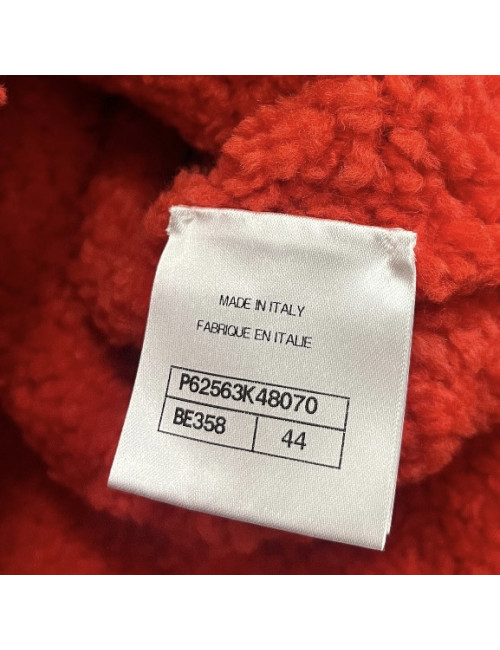 MADE IN ITALY
FABRIQUE EN ITALIE
P62563K48070
BE358 44